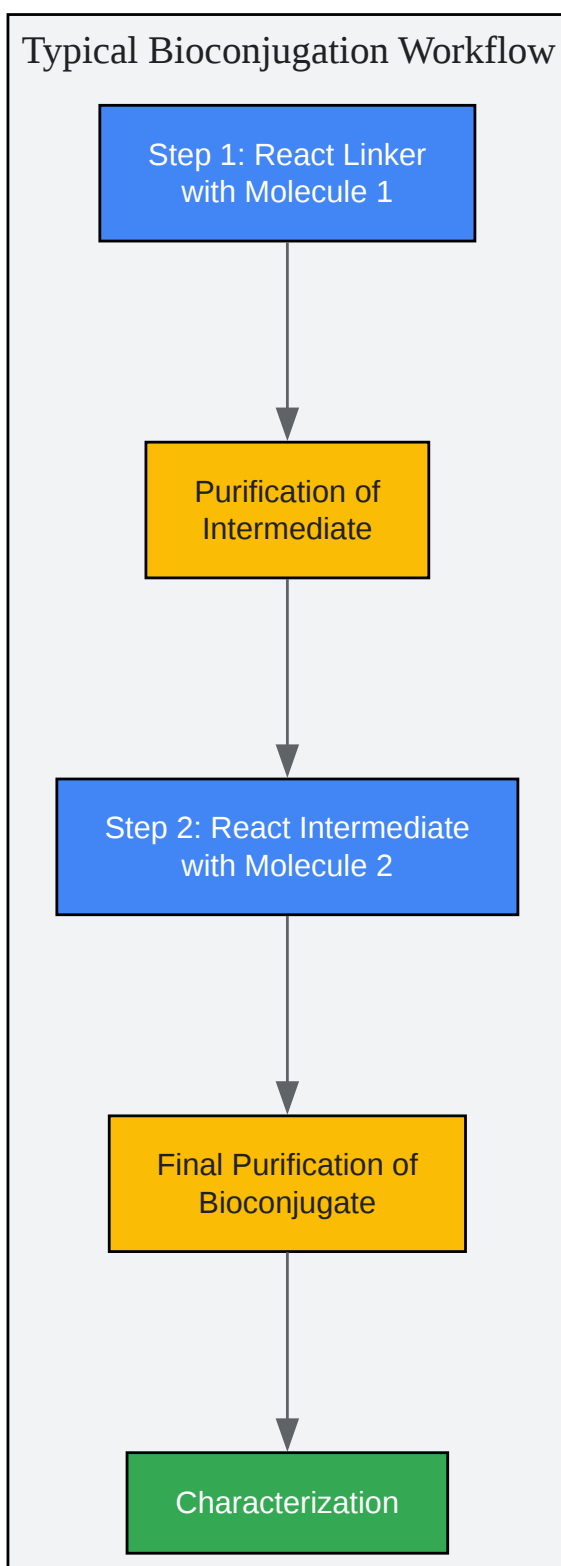 Typical Bioconjugation Workflow
Step 1: React Linker
with Molecule 1
Purification of
Intermediate
Step 2: React Intermediate
with Molecule 2
Final Purification of
Bioconjugate
Characterization